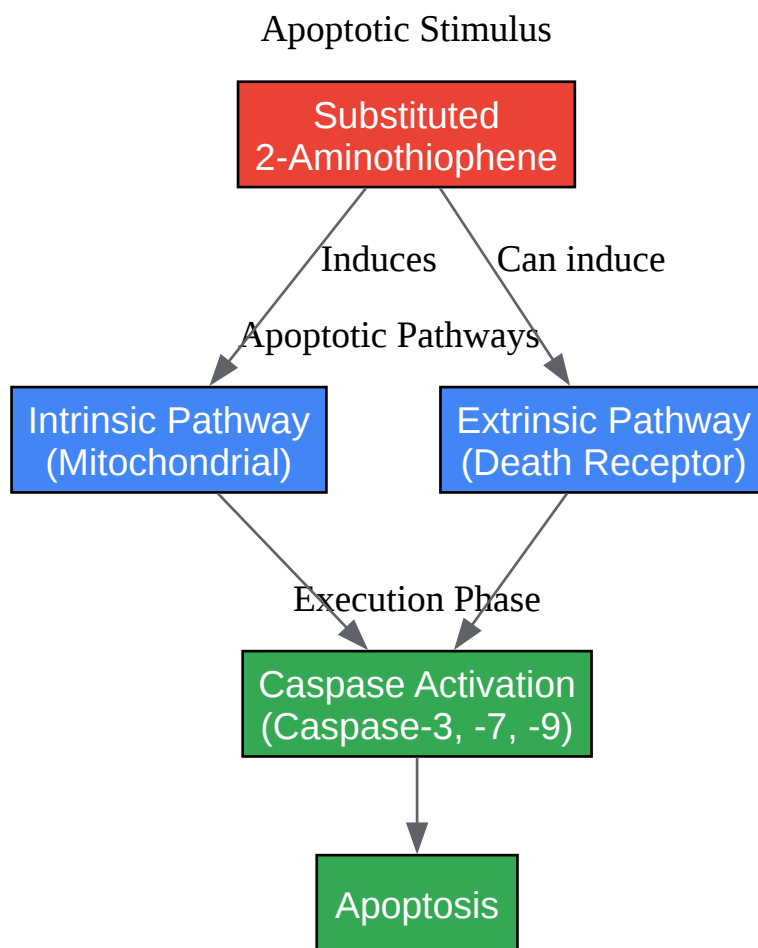 Apoptotic Stimulus
Substituted
2-Aminothiophene
Induces
Can induce
Apoptotic Pathways
Intrinsic Pathway
(Mitochondrial)
Extrinsic Pathway
(Death Receptor)
Execution Phase
Caspase Activation
(Caspase-3, -7, -9)
Apoptosis